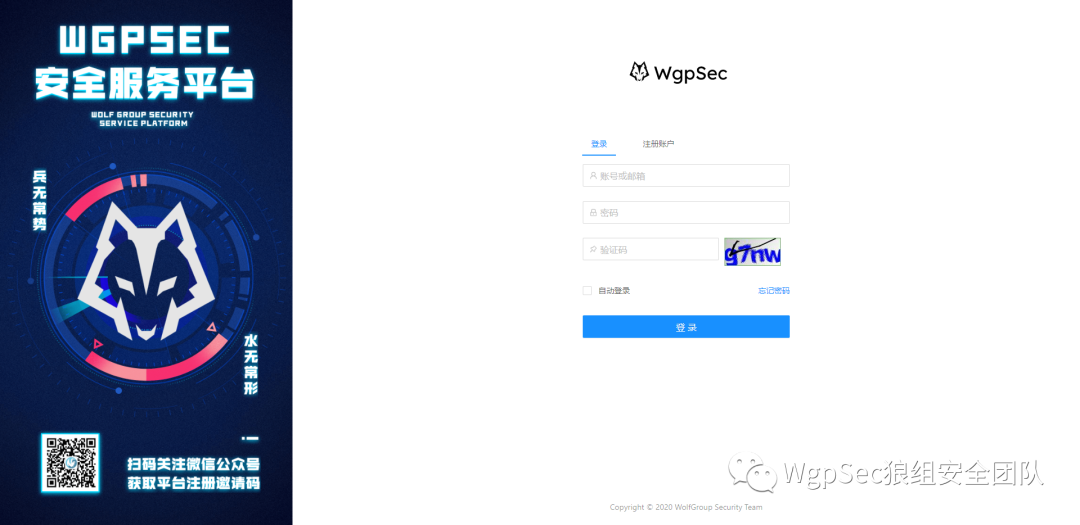 WGPSEC
安全服务平台
WOLF GROUP SECURITY
SERVICE PLATFORM
兵无常势
水无常形
扫码关注微信公众号
获取平台注册邀请码
WgpSec
登录 注册账户
账号或邮箱
密码
验证码 g7nw
自动登录 忘记密码
登 录
WgpSec狼组安全团队
Copyright © 2020 WolfGroup Security Team